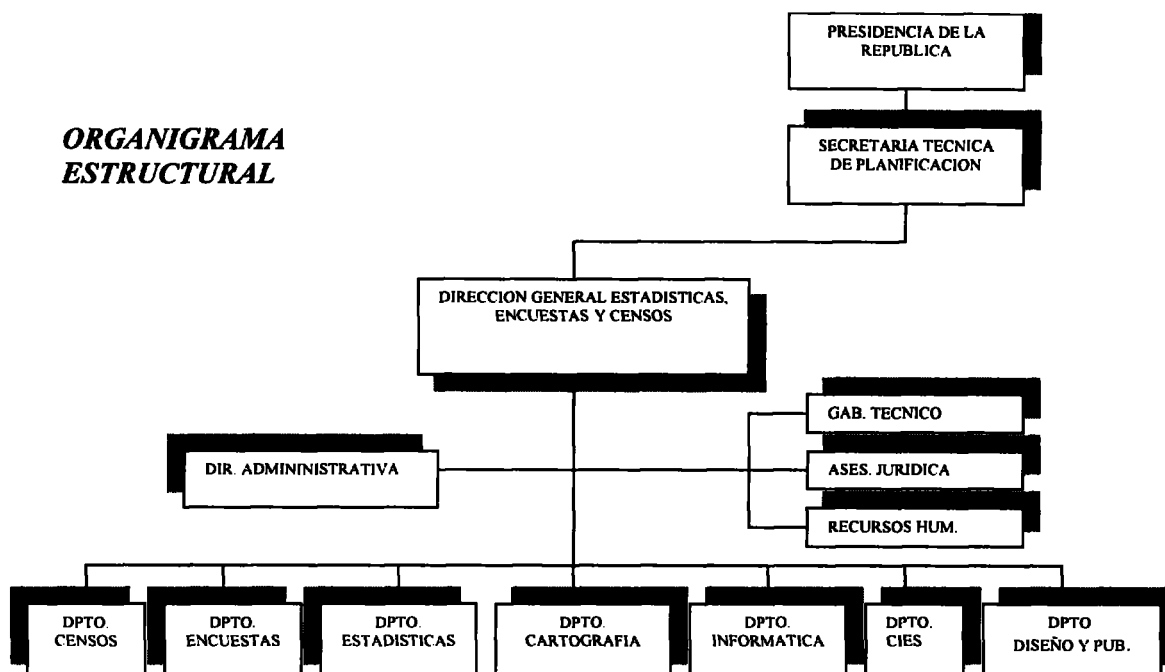 PRESIDENCIA DE LA
REPUBLICA
ORGANIGRAMA
ESTRUCTURAL
SECRETARIA TECNICA
DE PLANIFICACION
DIRECCION GENERAL ESTADISTICAS,
ENCUESTAS Y CENSOS
GAB. TECNICO
DIR. ADMININISTRATIVA
ASES. JURIDICA
RECURSOS HUM.
DPTO.
CENSOS
DPTO.
ENCUESTAS
DPTO.
ESTADISTICAS
DPTO.
CARTOGRAFIA
DPTO.
INFORMATICA
DPTO.
CIES
DPTO
DISEÑO Y PUB.